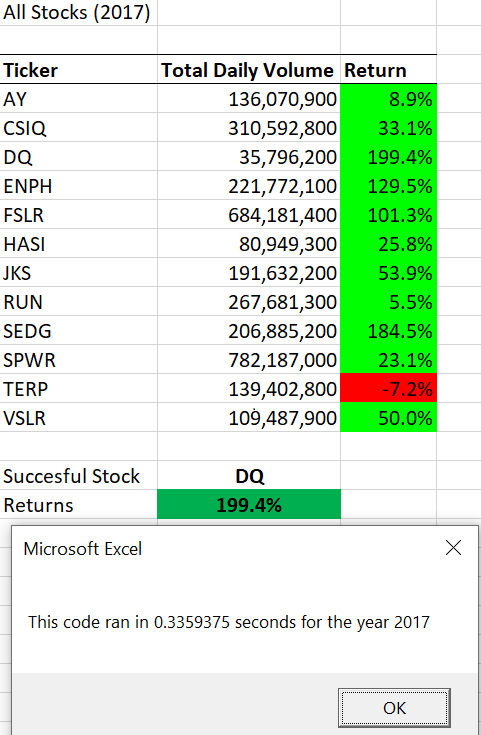 All Stocks (2017)
Ticker Total Daily Volume Return
AY 136,070,900 8.9%
CSIQ 310,592,800 33.1%
DQ 35,796,200 199.4%
ENPH 221,772,100 129.5%
FSLR 684,181,400 101.3%
HASI 80,949,300 25.8%
JKS 191,632,200 53.9%
RUN 267,681,300 5.5%
SEDG 206,885,200 184.5%
SPWR 782,187,000 23.1%
TERP 139,402,800 -7.2%
VSLR 109,487,900 50.0%
Succesful Stock DQ
Returns 199.4%
Microsoft Excel
This code ran in 0.3359375 seconds for the year 2017
OK